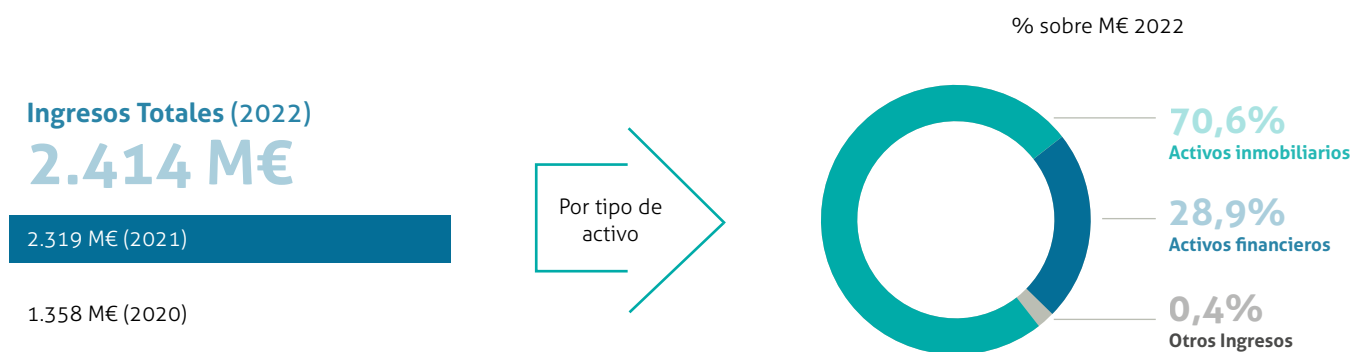 % sobre M€ 2022
Ingresos Totales (2022)
2.414 M€
2.319 M€ (2021)
1.358 M€ (2020)
Por tipo de
activo
70,6%
Activos inmobiliarios
28,9%
Activos financieros
0,4%
Otros Ingresos